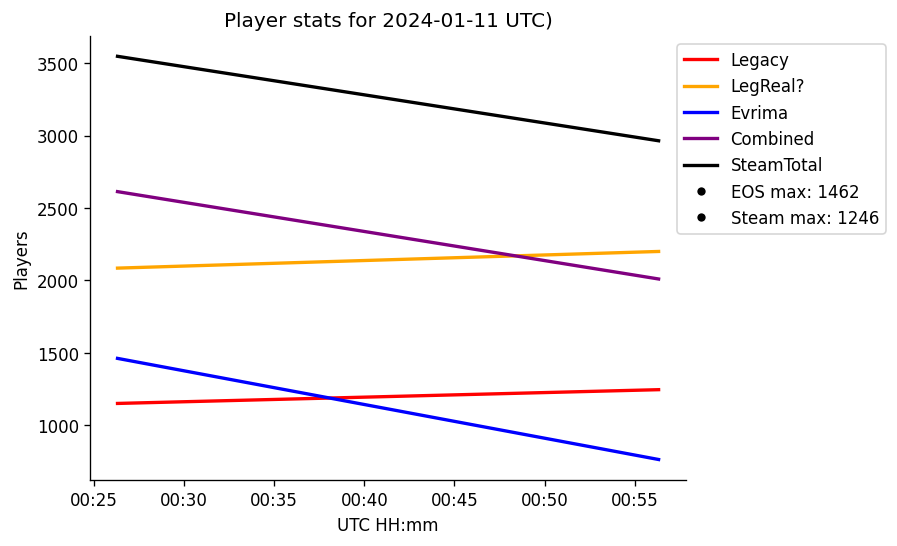 Player stats for 2024-01-11 UTC)
3500
3000
2500
2000
1500
1000
Players
00:25 00:30 00:35 00:40 00:45 00:50 00:55
UTC HH:mm
Legacy
LegReal?
Evrima
Combined
SteamTotal
EOS max: 1462
Steam max: 1246